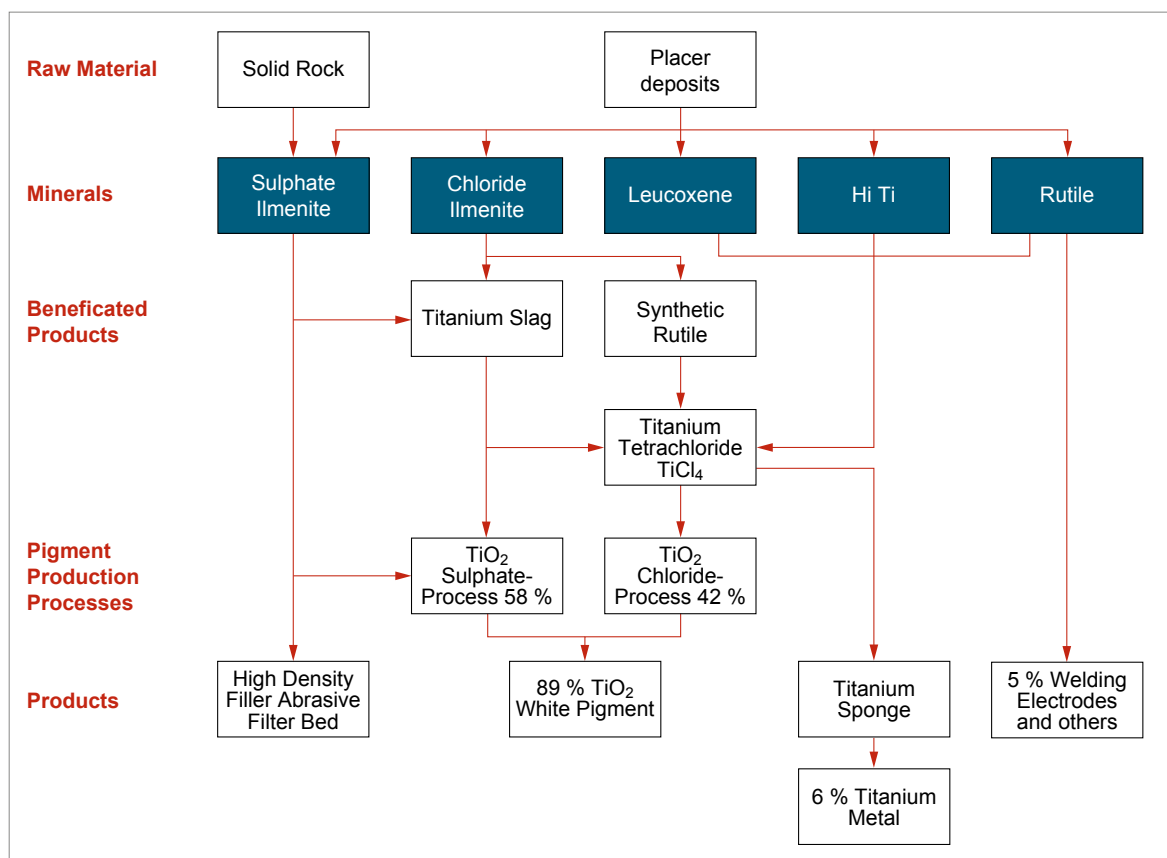 Raw Material
Solid Rock
Placer
deposits
Minerals
Sulphate
Ilmenite
Chloride
Ilmenite
Leucoxene
Hi Ti
Rutile
Beneficated
Products
Titanium Slag
Synthetic
Rutile
Titanium
Tetrachloride
TiCl₄
Pigment
Production
Processes
TiO₂
Sulphate-
Process 58 %
TiO₂
Chloride-
Process 42 %
Products
High Density
Filler Abrasive
Filter Bed
89 % TiO₂
White Pigment
Titanium
Sponge
5 % Welding
Electrodes
and others
6 % Titanium
Metal